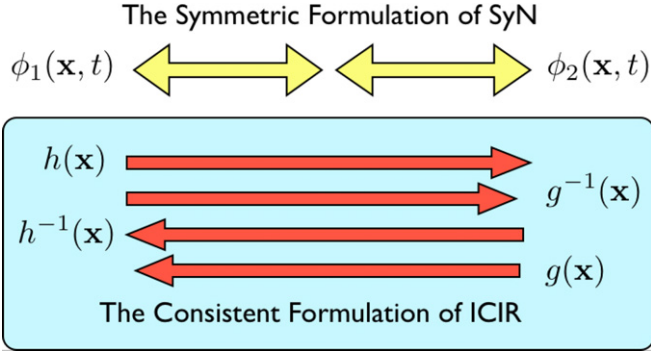 The Symmetric Formulation of SyN
ϕ₁(x, t) ϕ₂(x, t)
h(x)
g⁻¹(x)
h⁻¹(x)
g(x)
The Consistent Formulation of ICIR